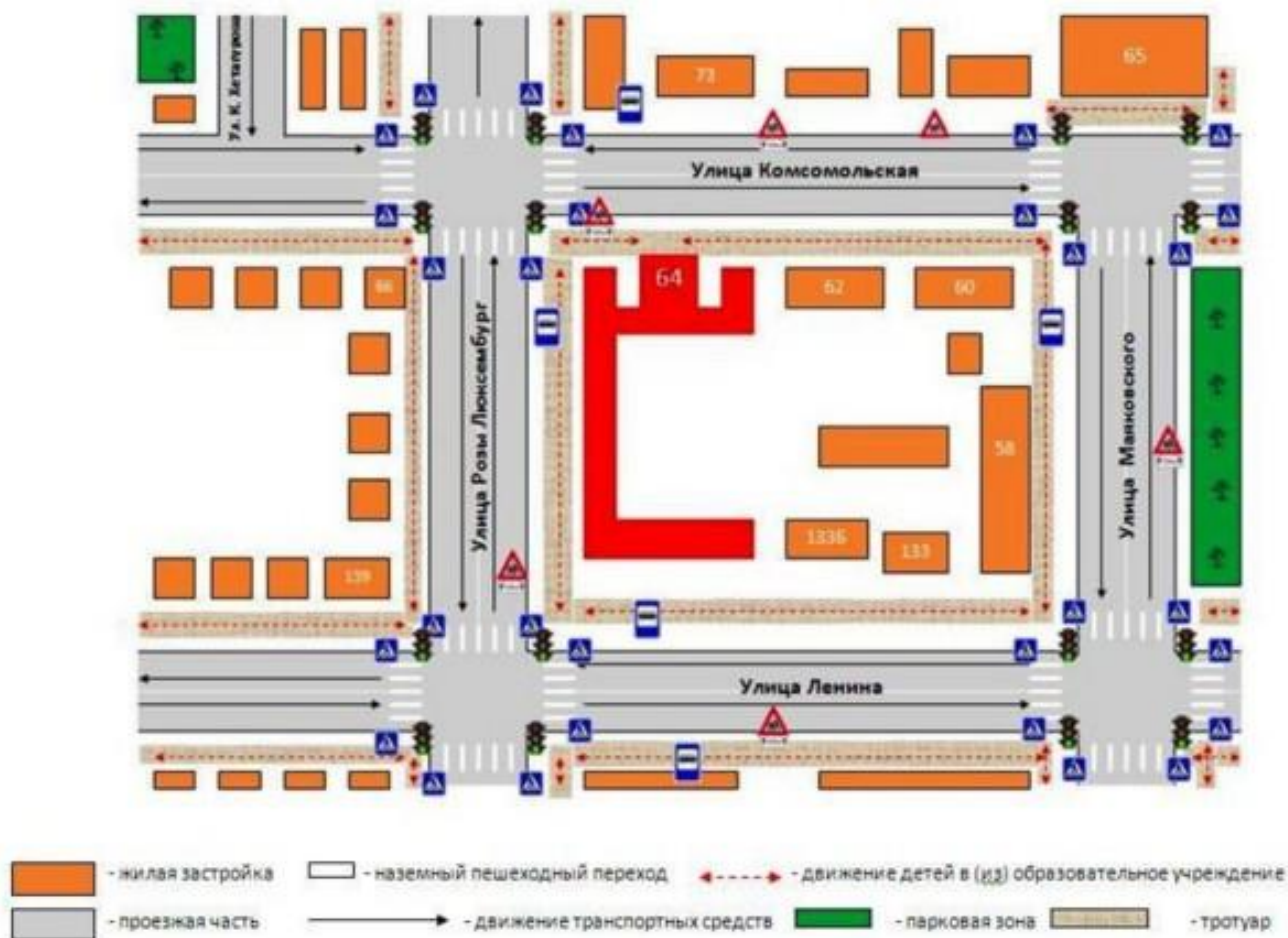 Ул. К. Хетагурова
73
65
Улица Комсомольская
66
64
62
60
Улица Розы Люксембург
Улица Маяковского
58
133Б
133
139
Улица Ленина
- жилая застройка
- наземный пешеходный переход
- движение детей в (из) образовательное учреждение
- проезжая часть
- движение транспортных средств
- парковая зона
- тротуар